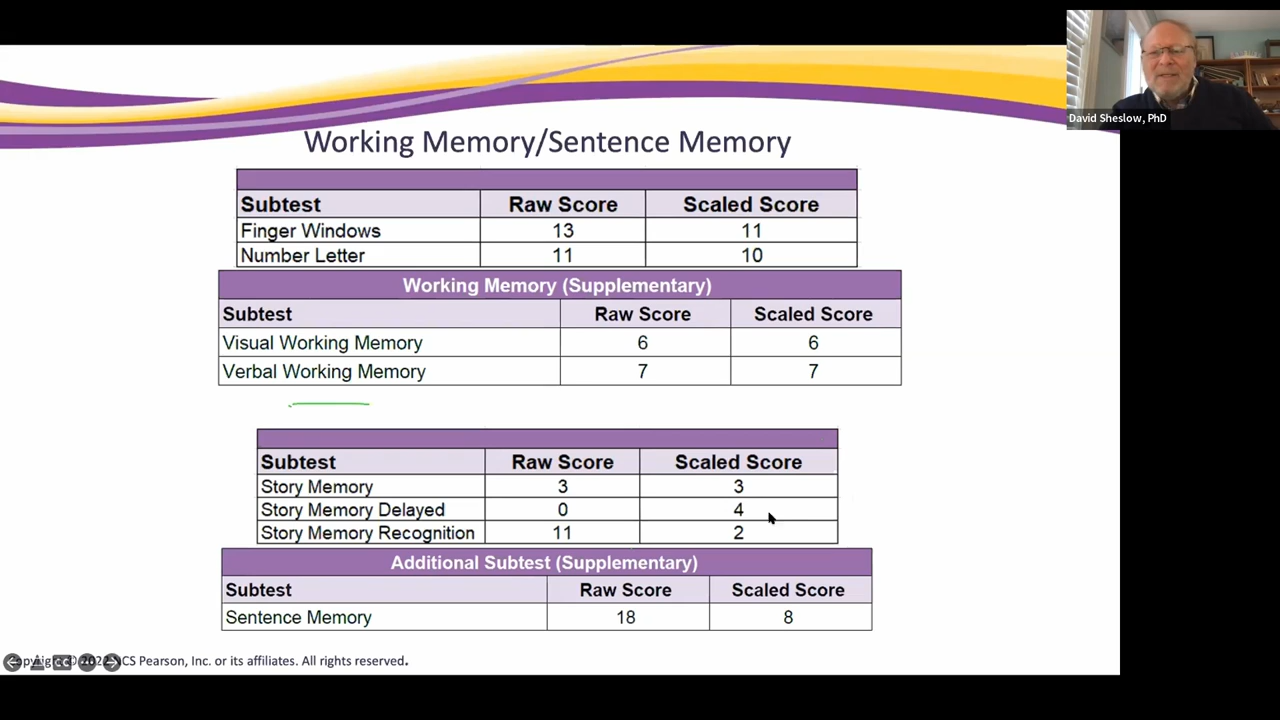 David Sheslow, PhD
Working Memory/Sentence Memory
Subtest Raw Score Scaled Score
Finger Windows 13 11
Number Letter 11 10
Working Memory (Supplementary)
Subtest Raw Score Scaled Score
Visual Working Memory 6 6
Verbal Working Memory 7 7
Subtest Raw Score Scaled Score
Story Memory 3 3
Story Memory Delayed 0 4
Story Memory Recognition 11 2
Additional Subtest (Supplementary)
Subtest Raw Score Scaled Score
Sentence Memory 18 8
Copyright © 2022 NCS Pearson, Inc. or its affiliates. All rights reserved.